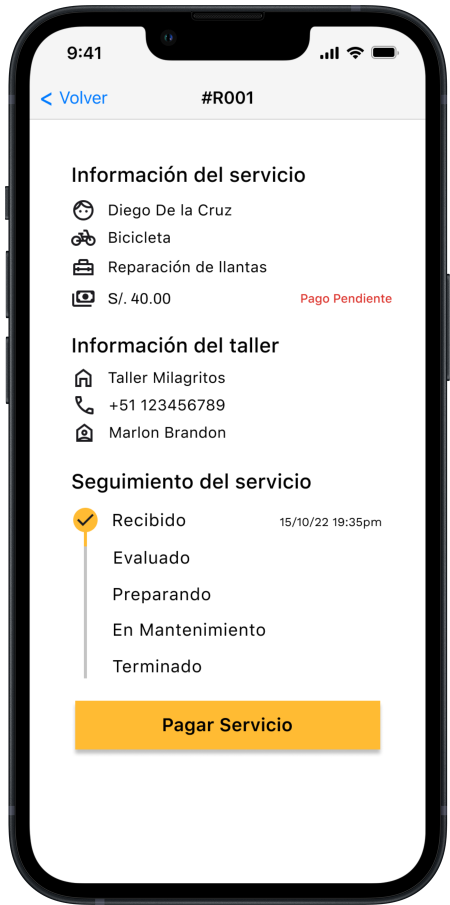 9:41
< Volver #R001
Información del servicio
Diego De la Cruz
Bicicleta
Reparación de llantas
S/. 40.00 Pago Pendiente
Información del taller
Taller Milagritos
+51 123456789
Marlon Brandon
Seguimiento del servicio
Recibido 15/10/22 19:35pm
Evaluado
Preparando
En Mantenimiento
Terminado
Pagar Servicio